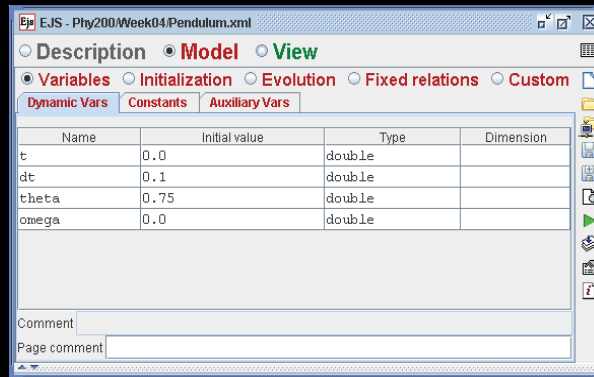 Ejs EJS - Phy200/Week04/Pendulum.xml
Description Model View
Variables Initialization Evolution Fixed relations Custom
Dynamic Vars Constants Auxiliary Vars
Name Initial value Type Dimension
t 0.0 double
dt 0.1 double
theta 0.75 double
omega 0.0 double
Comment
Page comment